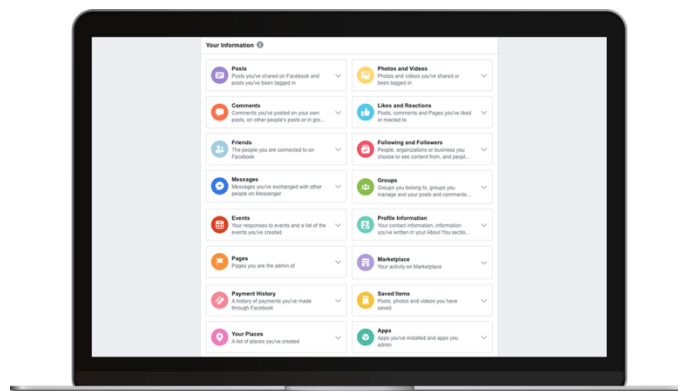 Your Information
Posts
Posts you've shared on Facebook and
posts you've been tagged in
Photos and Videos
Photos and videos you've shared or
been tagged in
Comments
Comments you've posted on your own
posts, on other people's posts or in gro...
Likes and Reactions
Posts, comments and Pages you've liked
or reacted to
Friends
The people you are connected to on
Facebook
Following and Followers
People, organizations or business you
choose to see content from, and peopl...
Messages
Messages you've exchanged with other
people on Messenger
Groups
Groups you belong to, groups you
manage and your posts and comments...
Events
Your responses to events and a list of the
events you've created
Profile Information
Your contact information, information
you've written in your About You sectio...
Pages
Pages you are the admin of
Marketplace
Your activity on Marketplace
Payment History
A history of payments you've made
through Facebook
Saved Items
Posts, photos and videos you have
saved
Your Places
A list of places you've created
Apps
Apps you've installed and apps you
admin